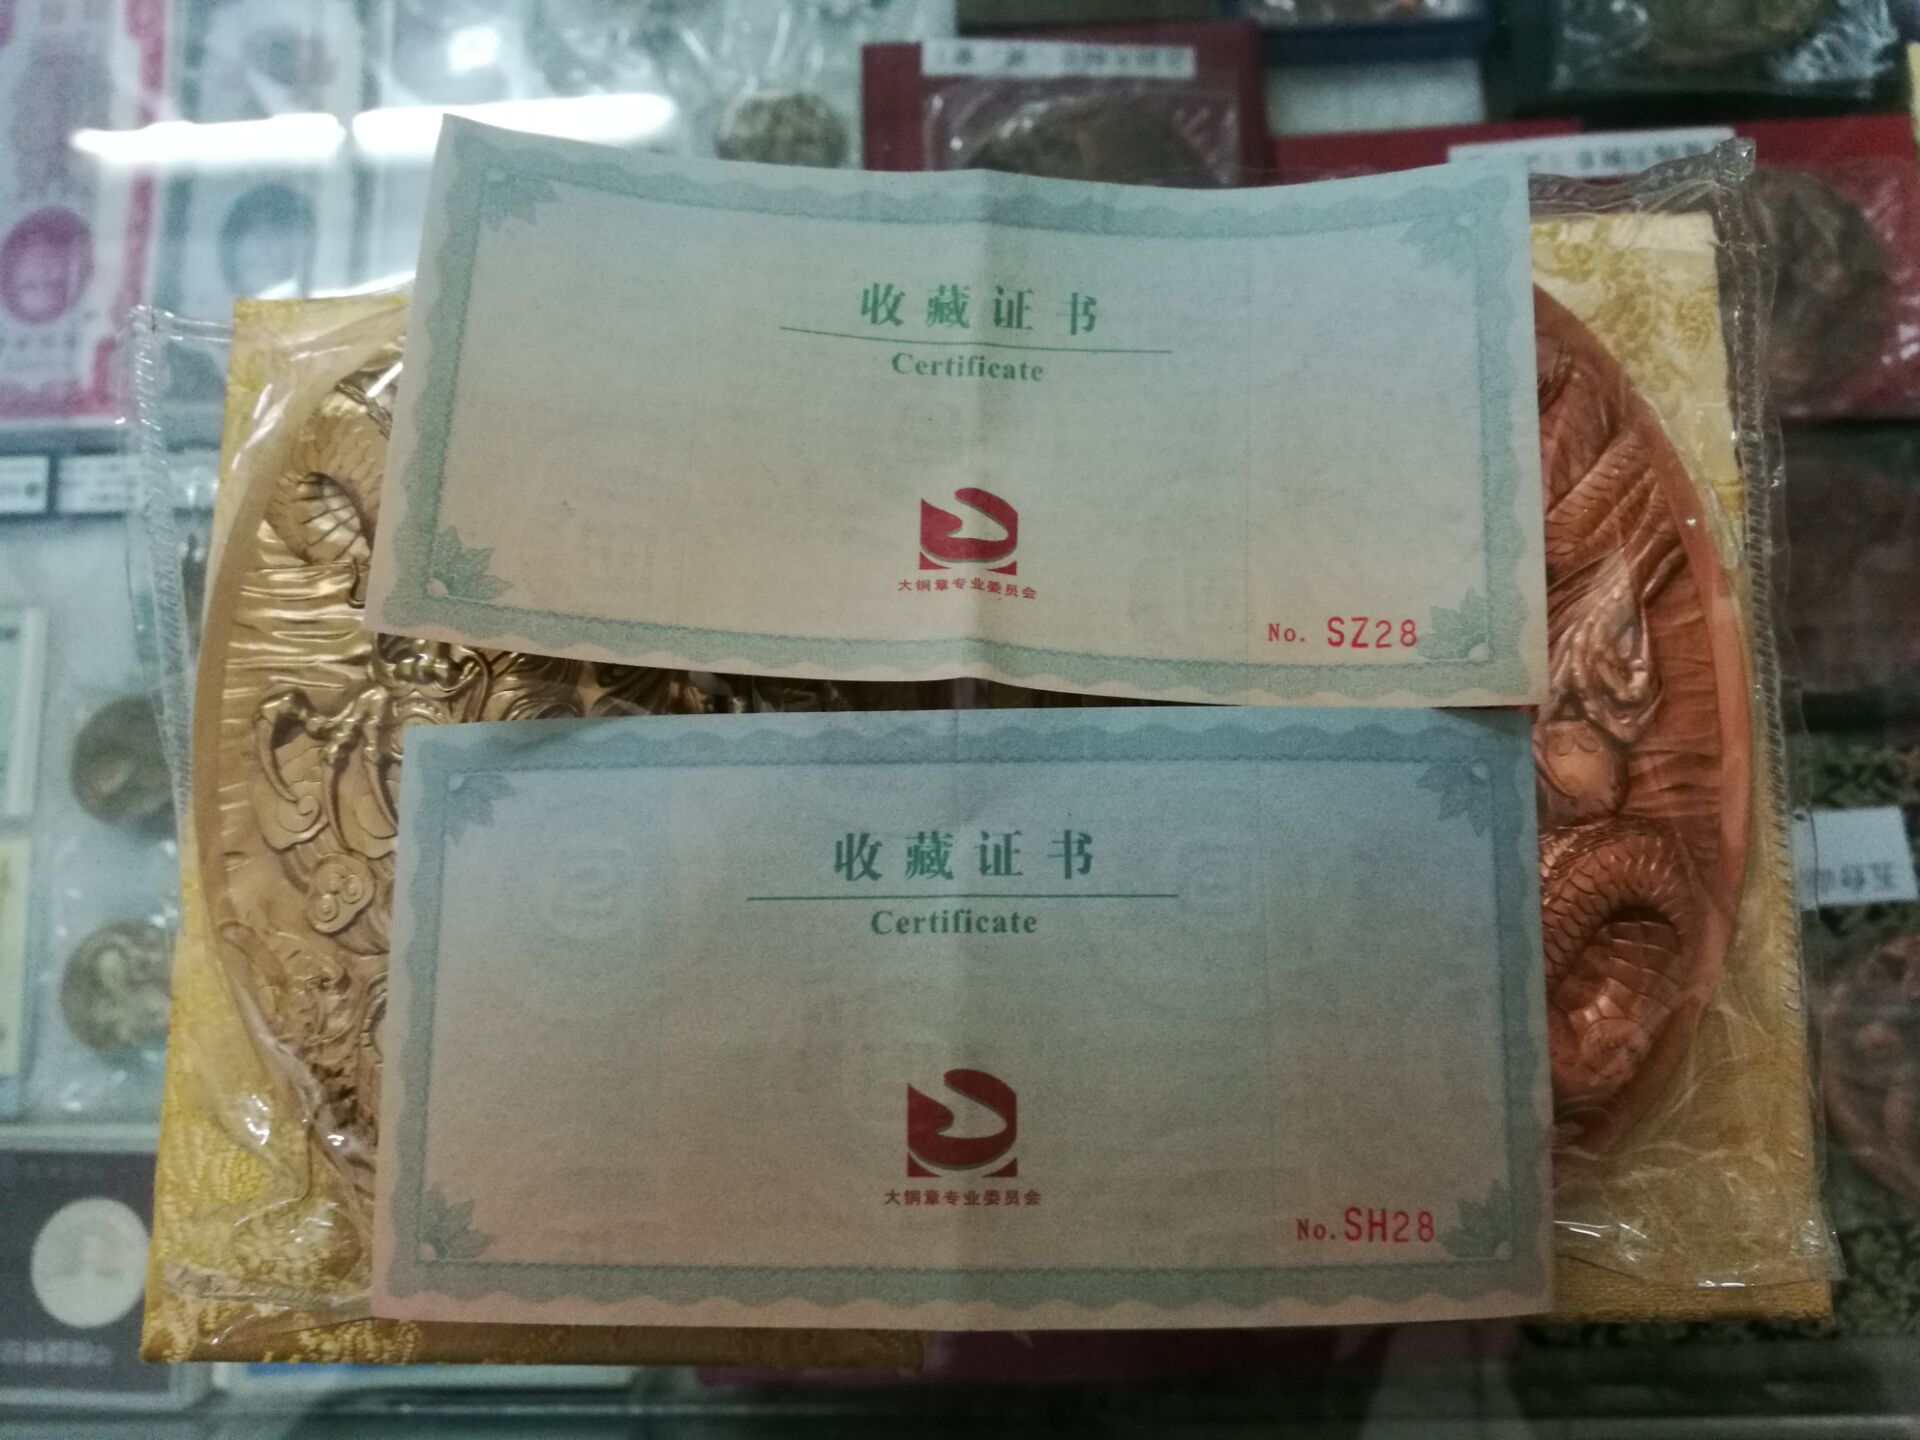 收藏证书
Certificate
大铜章专业委员会
No. SZ28
收藏证书
Certificate
大铜章专业委员会
No. SH28